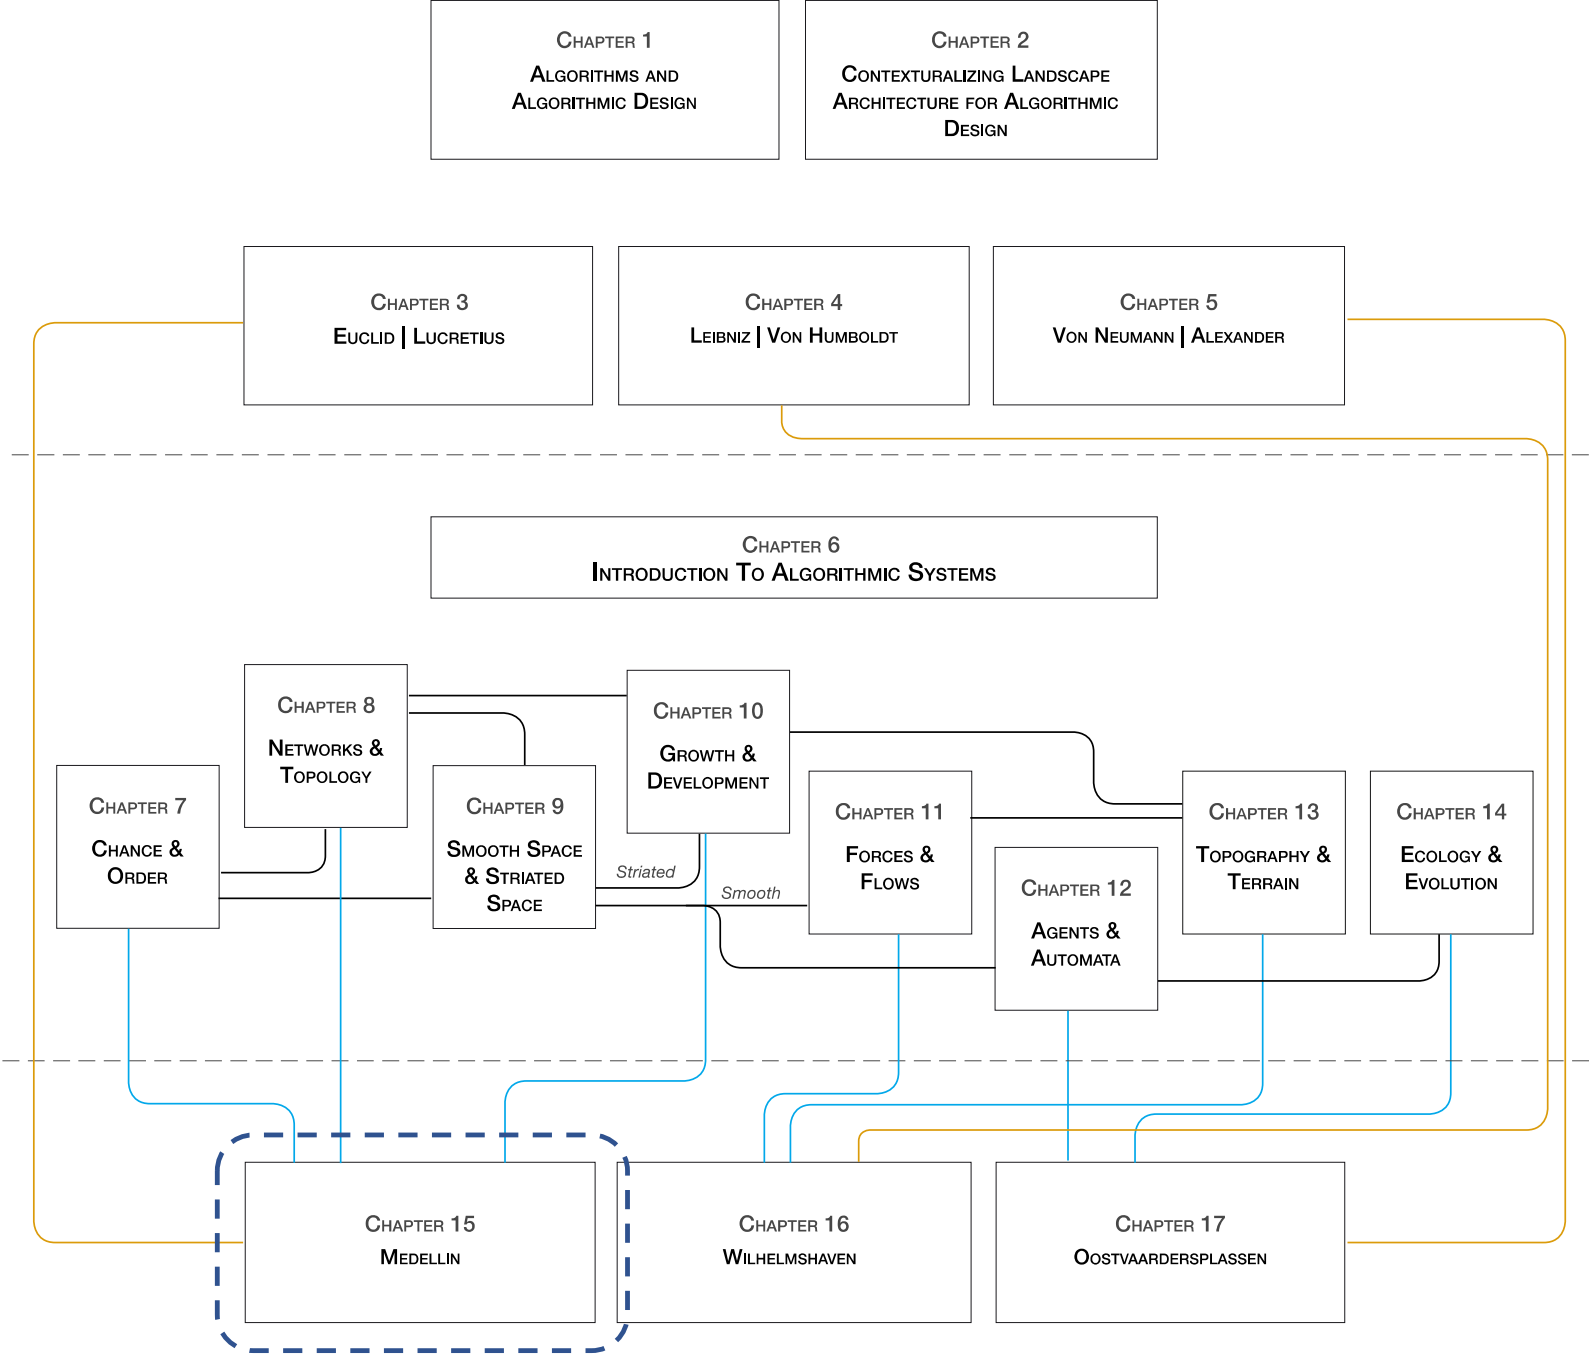 Chapter 1
Algorithms and
Algorithmic Design
Chapter 2
Contexturalizing Landscape
Architecture for Algorithmic
Design
Chapter 3
Euclid | Lucretius
Chapter 4
Leibniz | Von Humboldt
Chapter 5
Von Neumann | Alexander
Chapter 6
Introduction To Algorithmic Systems
Chapter 7
Chance &
Order
Chapter 8
Networks &
Topology
Chapter 9
Smooth Space
& Striated
Space
Chapter 10
Growth &
Development
Striated
Smooth
Chapter 11
Forces &
Flows
Chapter 12
Agents &
Automata
Chapter 13
Topography &
Terrain
Chapter 14
Ecology &
Evolution
Chapter 15
Medellin
Chapter 16
Wilhelmshaven
Chapter 17
Oostvaardersplassen